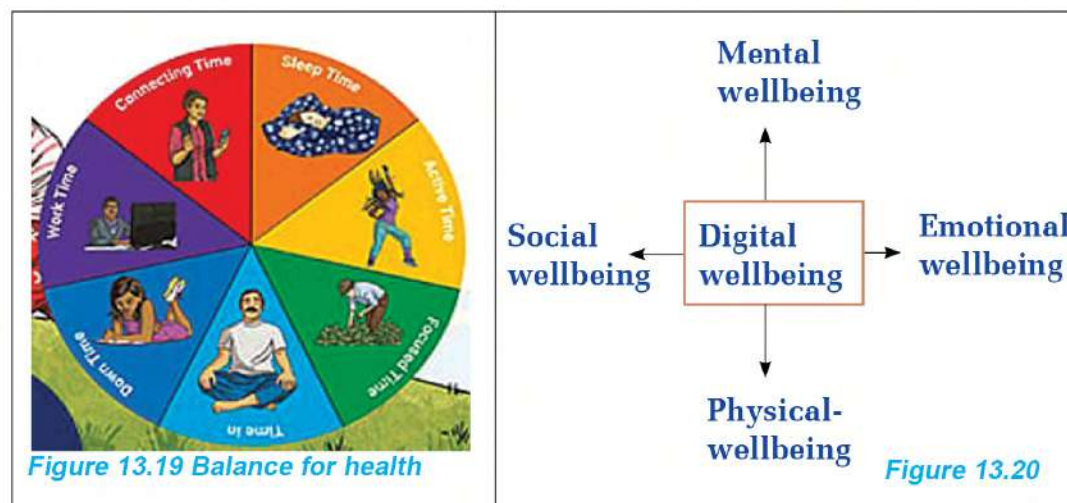 Connecting Time
Sleep Time
Active Time
Focused Time
Time in
Down Time
Work Time
Figure 13.19 Balance for health
Mental
wellbeing
Social
wellbeing
Digital
wellbeing
Emotional
wellbeing
Physical-
wellbeing
Figure 13.20